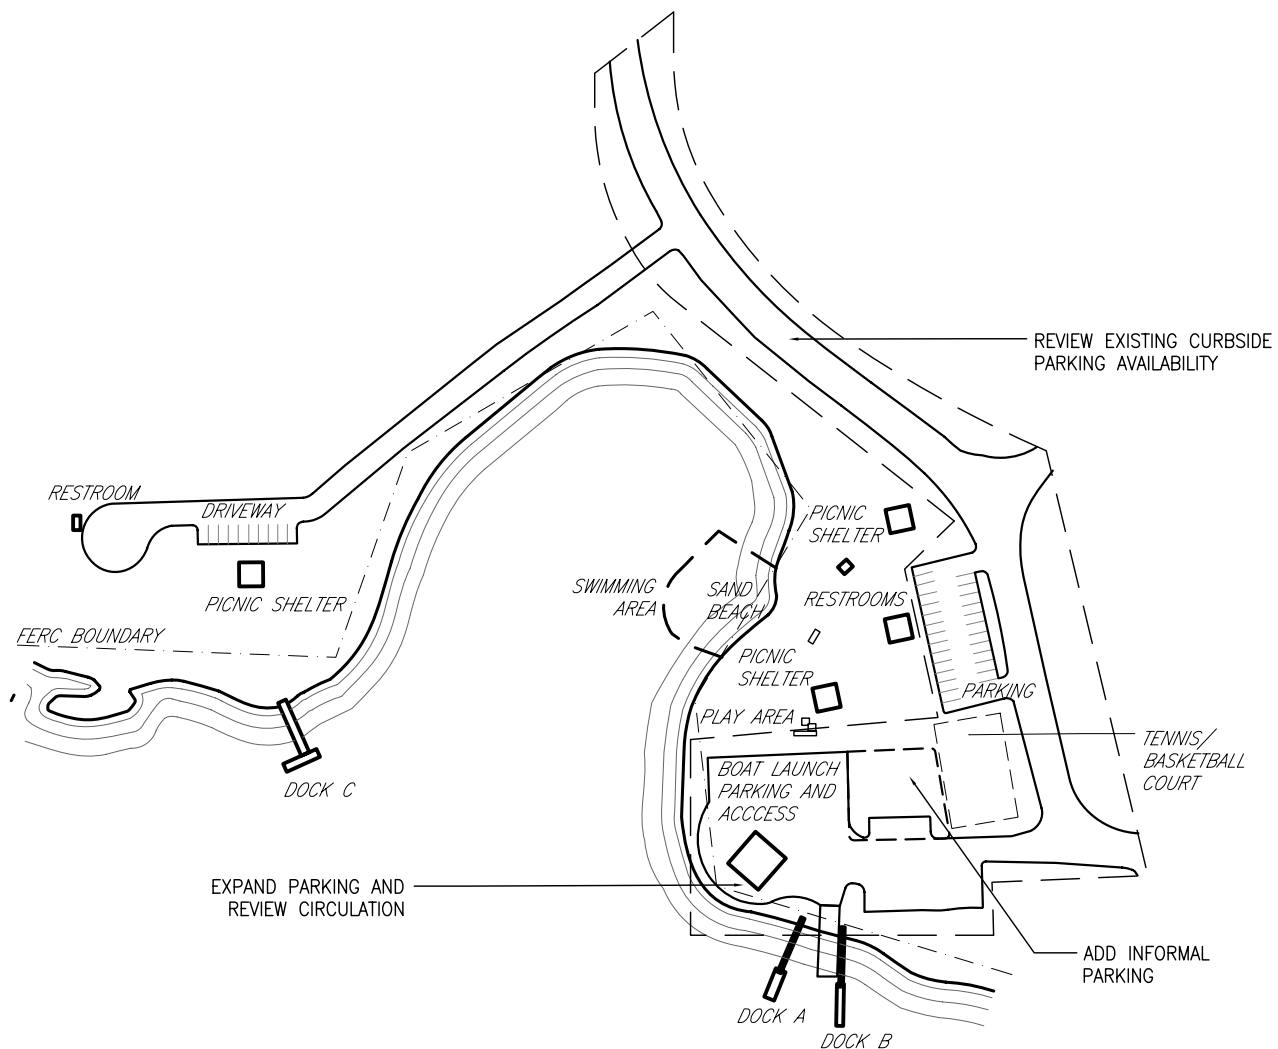 REVIEW EXISTING CURBSIDE
PARKING AVAILABILITY
RESTROOM
DRIVEWAY
PICNIC
SHELTER
SWIMMING
AREA
SAND/
BEACH
RESTROOMS
PICNIC SHELTER
FERC BOUNDARY
PICNIC
SHELTER
PARKING
PLAY AREA
TENNIS/
BASKETBALL
COURT
BOAT LAUNCH
PARKING AND
ACCCESS
DOCK C
EXPAND PARKING AND
REVIEW CIRCULATION
ADD INFORMAL
PARKING
DOCK A
DOCK B